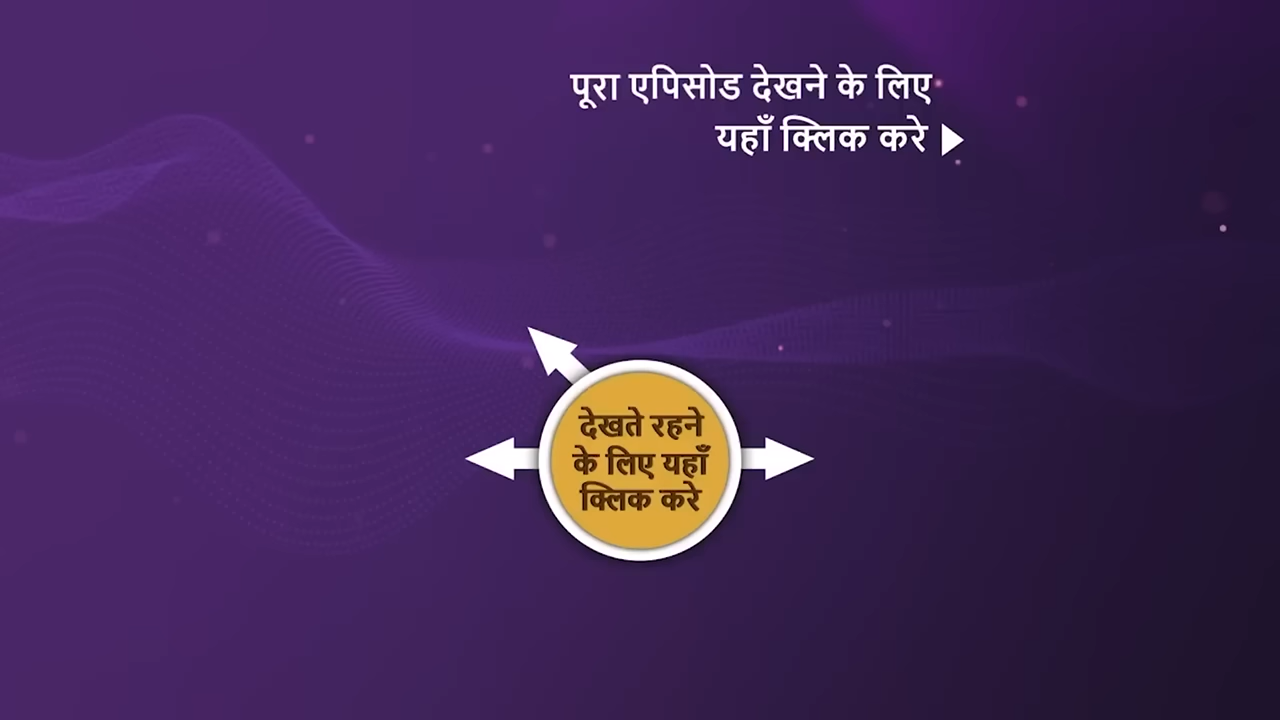 पूरा एपिसोड देखने के लिए
यहाँ क्लिक करे
देखते रहने
के लिए यहाँ
क्लिक करे